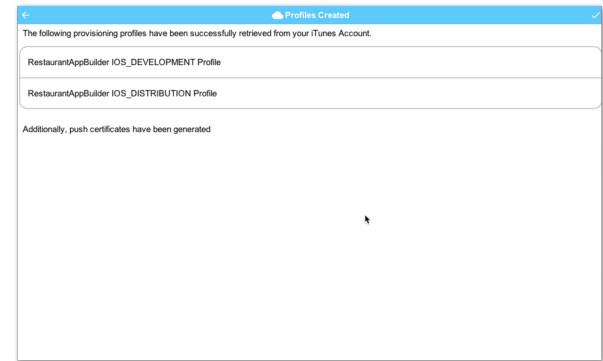 Profiles Created
The following provisioning profiles have been successfully retrieved from your iTunes Account.
RestaurantAppBuilder IOS_DEVELOPMENT Profile
RestaurantAppBuilder IOS_DISTRIBUTION Profile
Additionally, push certificates have been generated